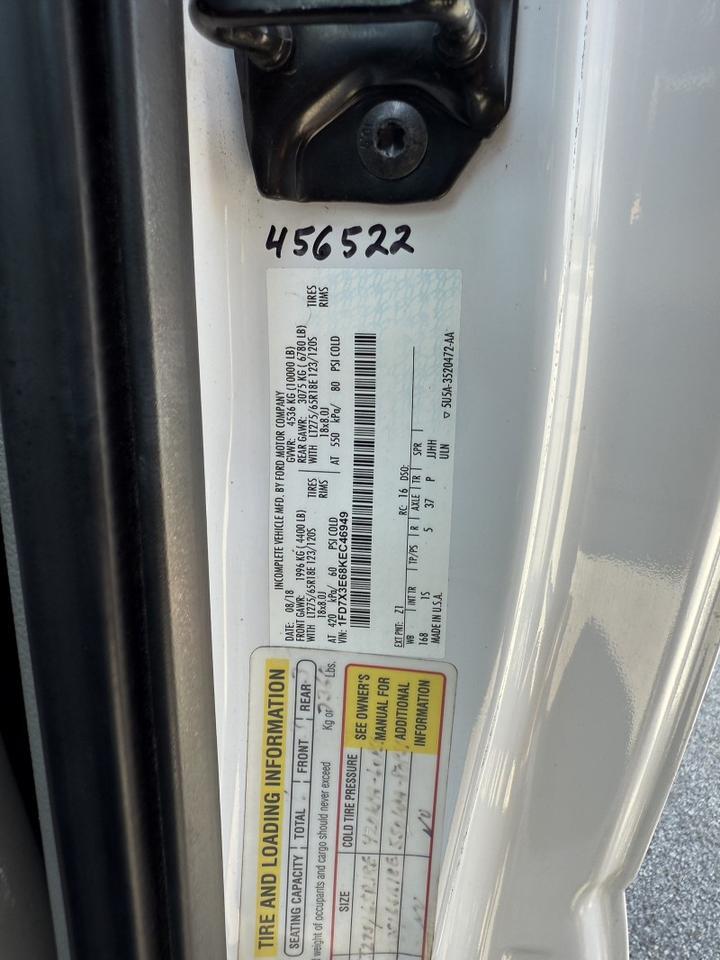 456522
INCOMPLETE VEHICLE MFD. BY FORD MOTOR COMPANY
DATE: 08/18 GVWR: 4536 KG (10000 LB)
FRONT GAWR: 1996 KG (4400 LB) REAR GAWR: 3075 KG (6780 LB)
WITH LT275/65R18E 123/120S TIRES WITH LT275/65R18E 123/120S TIRES
18x8.0J RIMS 18x8.0J RIMS
AT 420 kPa/ 60 PSI COLD AT 550 kPa/ 80 PSI COLD
VIN: 1FD7X3E68KEC46949
EXT PNT: Z1 RC: 16 DSO:
WB INT TR TP/PS R AXLE TR SPR
168 1S 5 37 P JJHH
MADE IN U.S.A. ULN
5U5A-3520472-AA
TIRE AND LOADING INFORMATION
SEATING CAPACITY TOTAL FRONT REAR
weight of occupants and cargo should never exceed Kg or Lbs.
SIZE COLD TIRE PRESSURE
SEE OWNER'S
MANUAL FOR
ADDITIONAL
INFORMATION